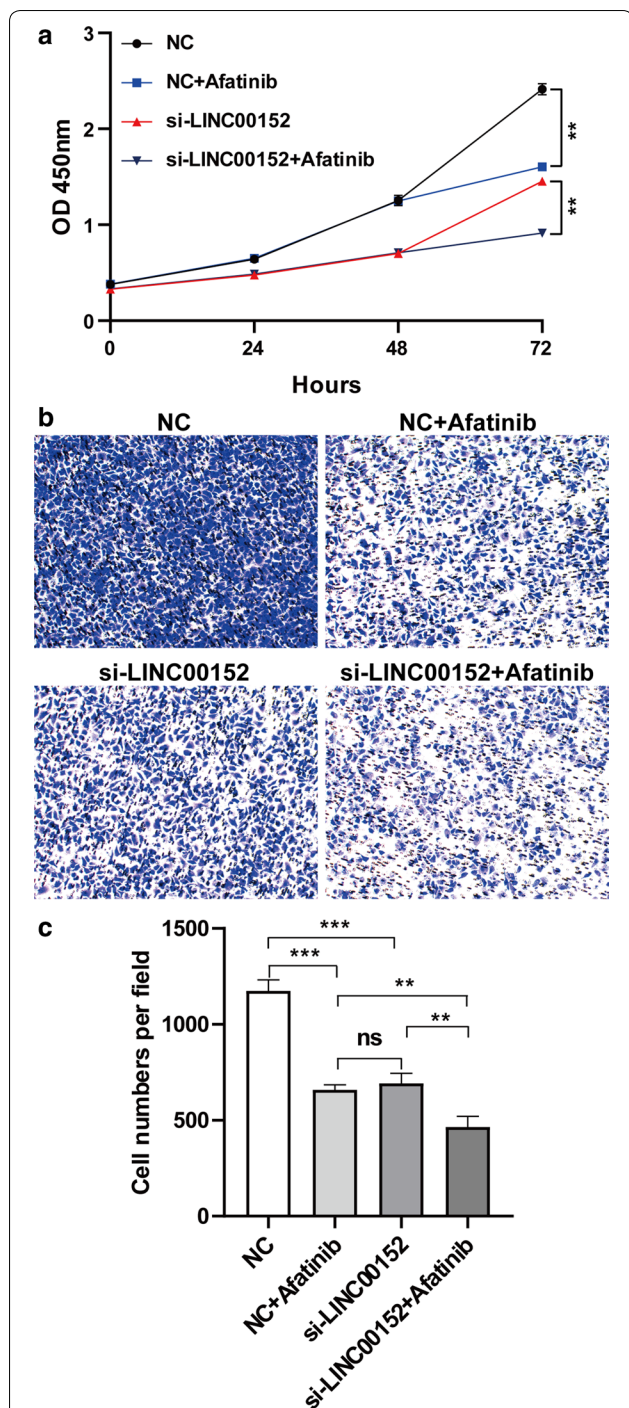 a
3
2
1
0
OD 450nm
NC
NC+Afatinib
si-LINC00152
si-LINC00152+Afatinib
**
**
0 24 48 72
Hours
b
NC NC+Afatinib
si-LINC00152 si-LINC00152+Afatinib
c
1500
1000
500
0
Cell numbers per field
***
***
**
**
ns
NC
NC+Afatinib
si-LINC00152
si-LINC00152+Afatinib